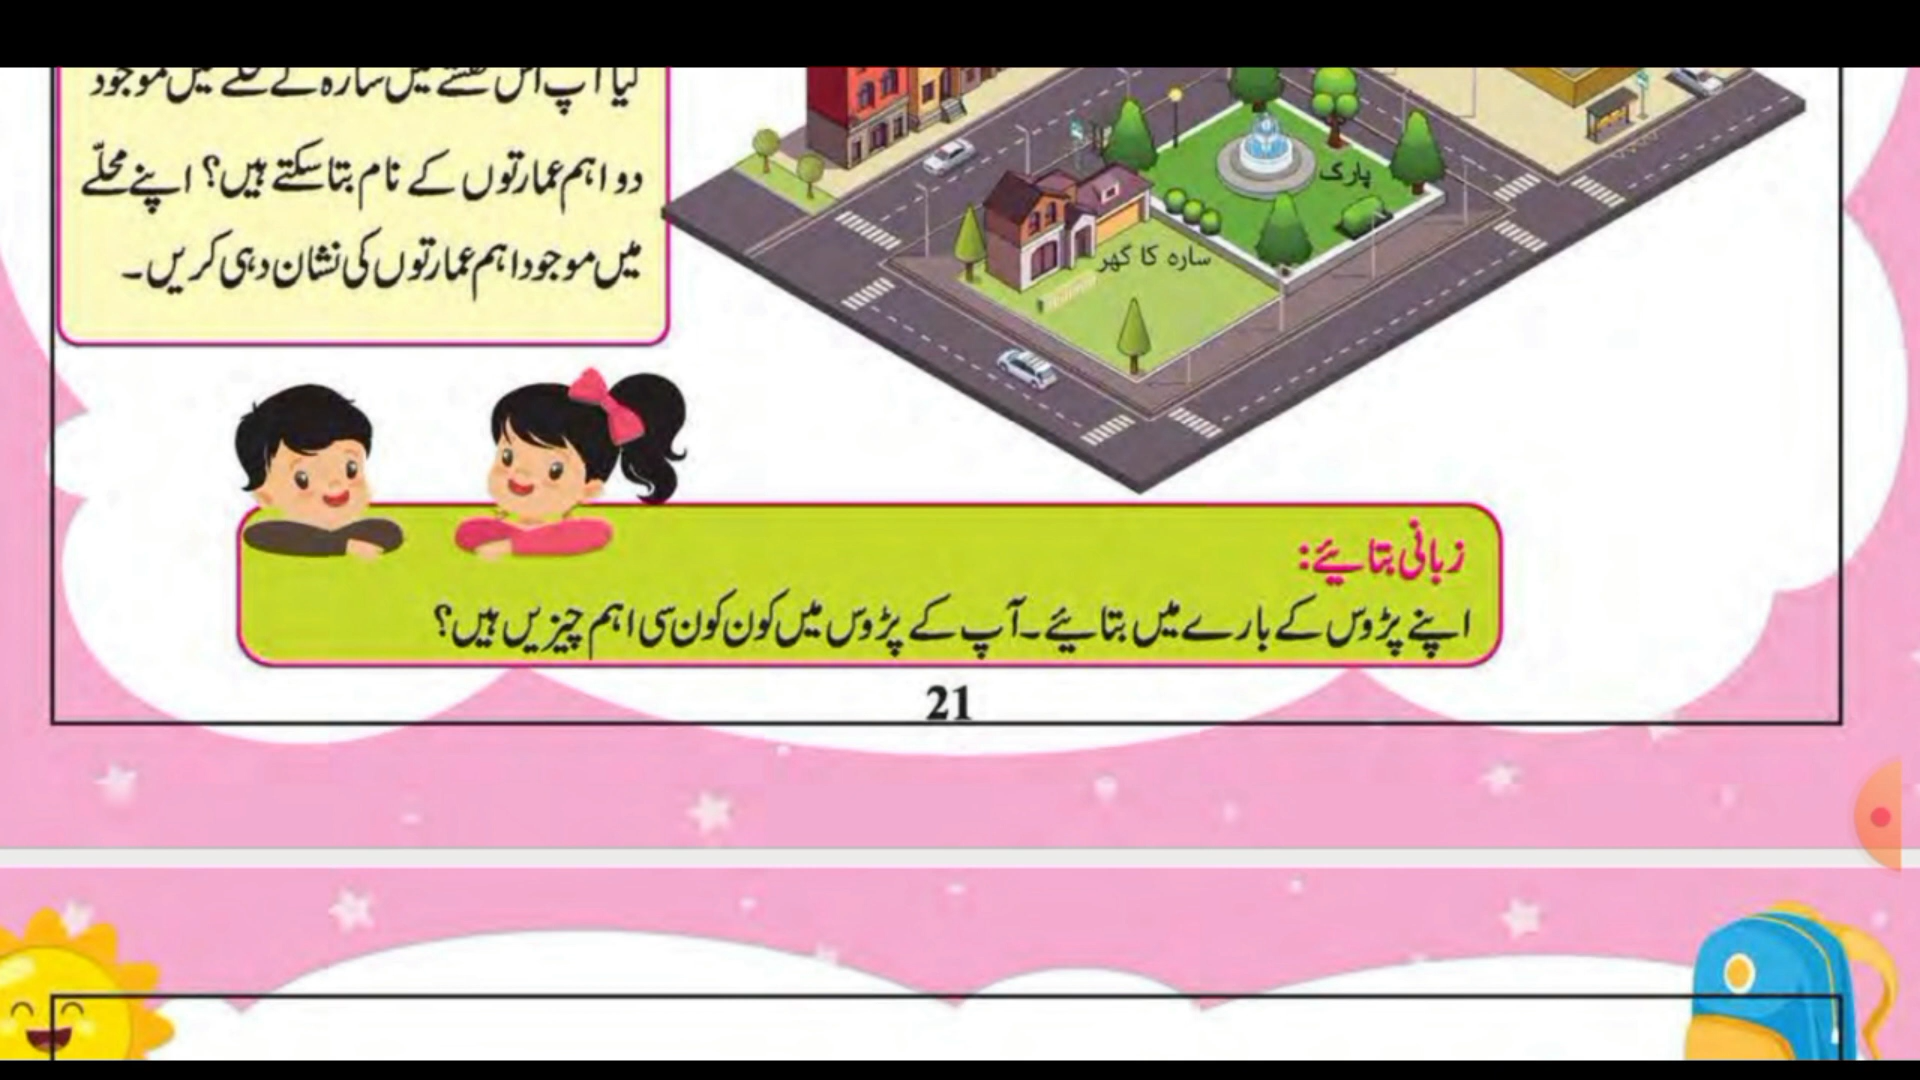 کیا آپ اس نقشے میں سارہ کے محلے میں موجود
دو اہم عمارتوں کے نام بتا سکتے ہیں؟ اپنے محلّے
میں موجود اہم عمارتوں کی نشان دہی کریں۔
پارک
سارہ کا گھر
زبانی بتائیے:
اپنے پڑوس کے بارے میں بتائیے۔ آپ کے پڑوس میں کون کون سی اہم چیزیں ہیں؟
21